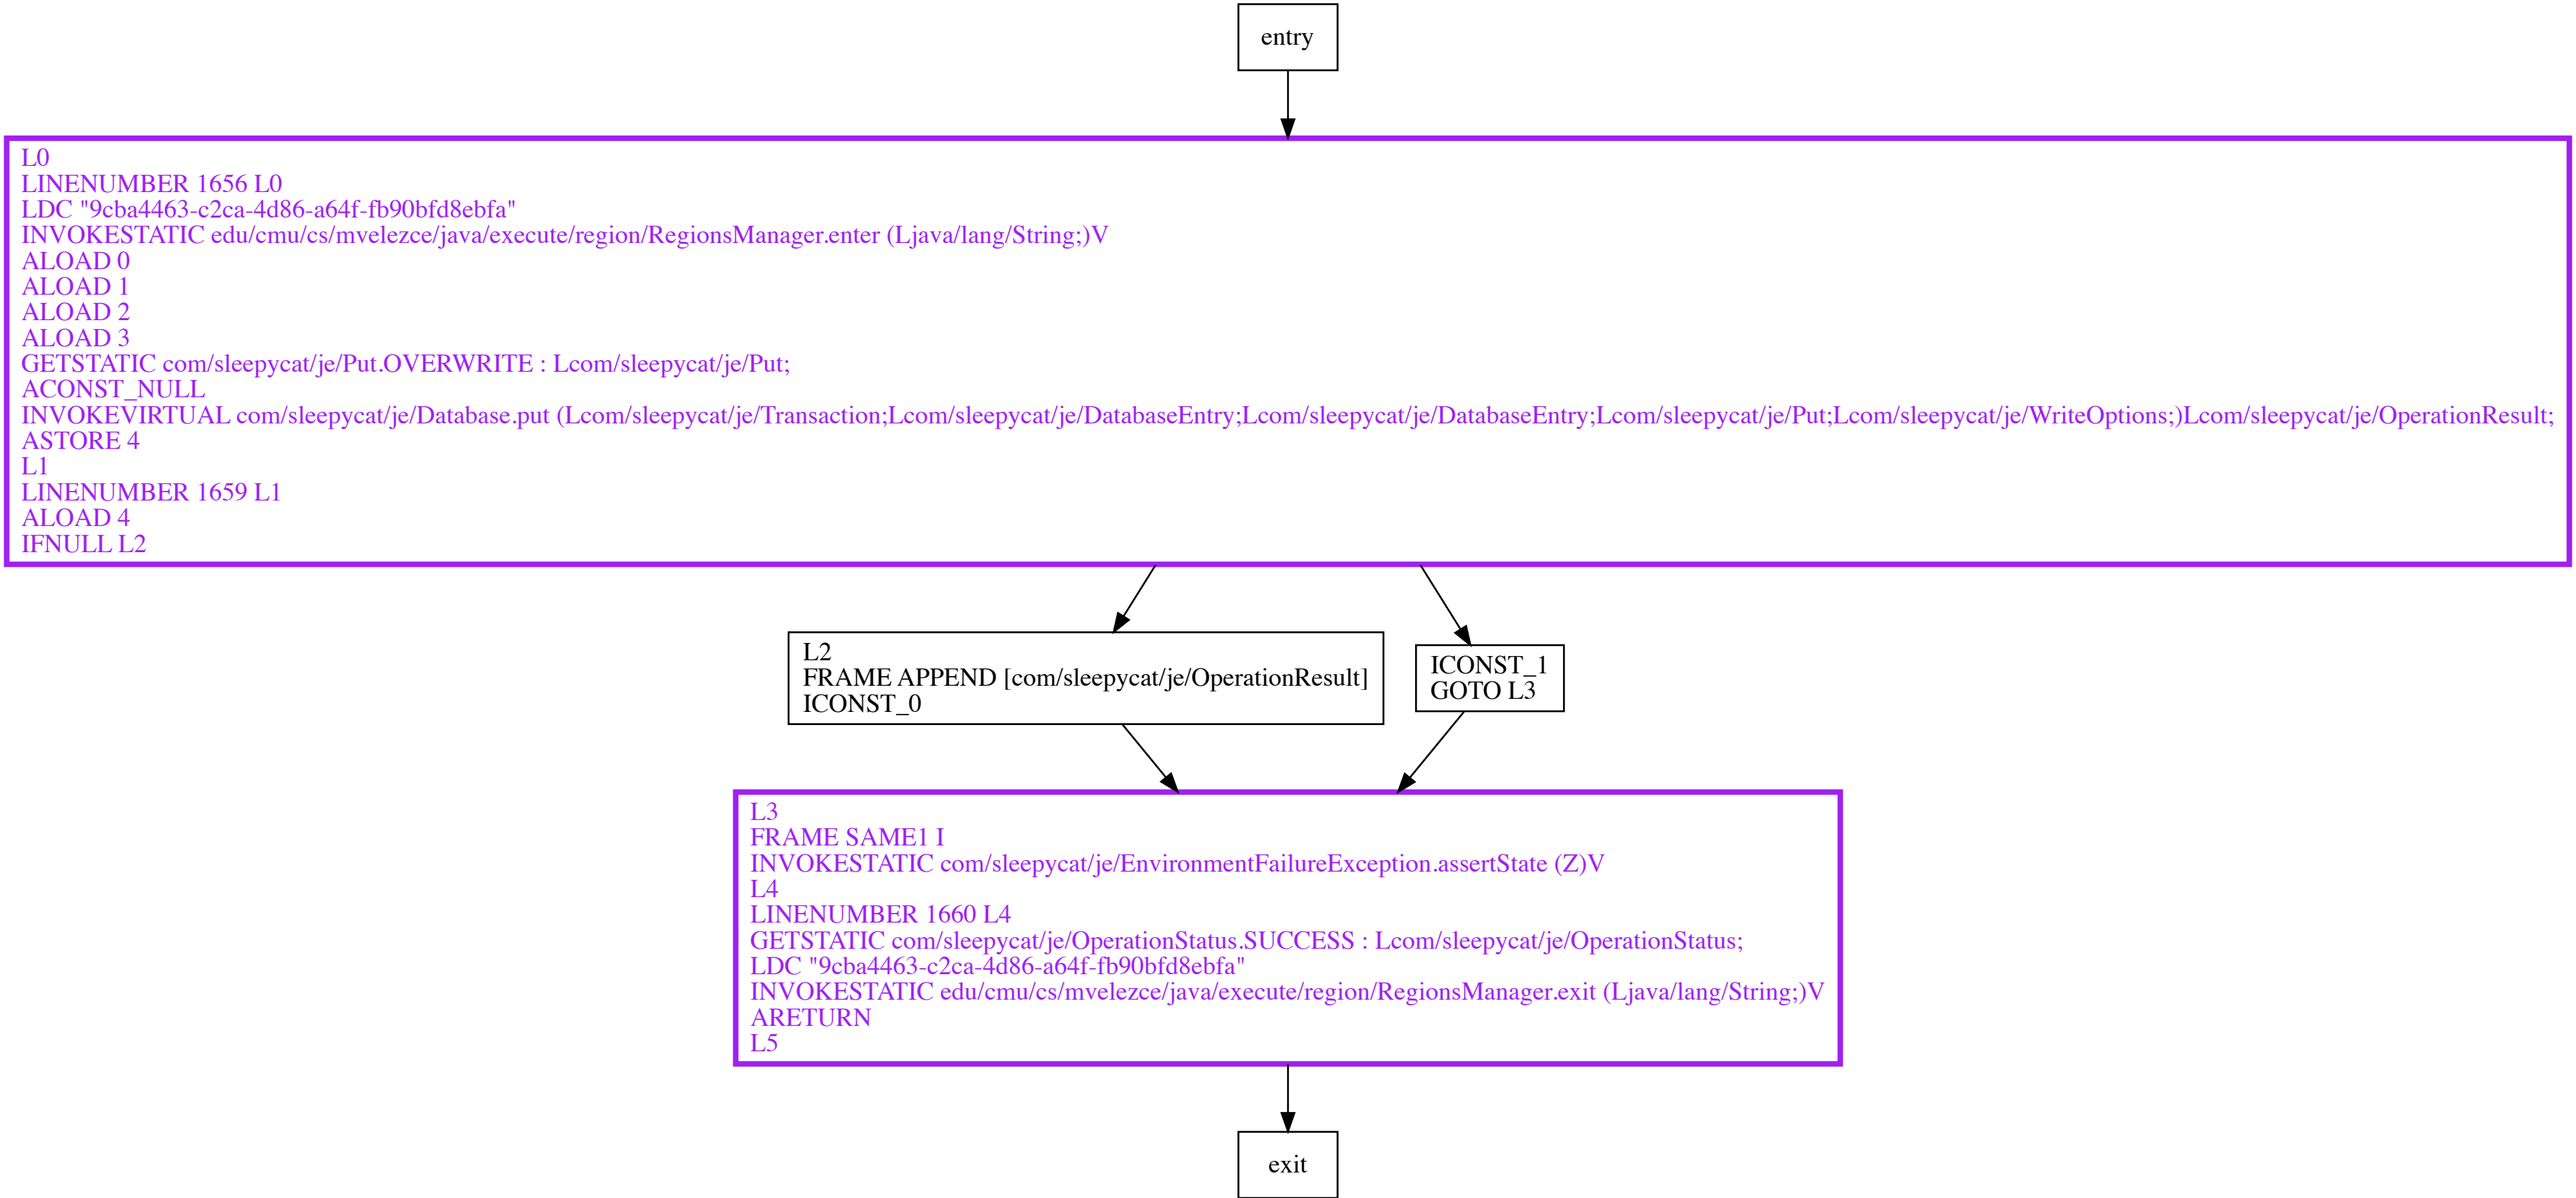 entry
L0
LINENUMBER 1656 L0
LDC "9cba4463-c2ca-4d86-a64f-fb90bfd8ebfa"
INVOKESTATIC edu/cmu/cs/mvelezce/java/execute/region/RegionsManager.enter (Ljava/lang/String;)V
ALOAD 0
ALOAD 1
ALOAD 2
ALOAD 3
GETSTATIC com/sleepycat/je/Put.OVERWRITE : Lcom/sleepycat/je/Put;
ACONST_NULL
INVOKEVIRTUAL com/sleepycat/je/Database.put (Lcom/sleepycat/je/Transaction;Lcom/sleepycat/je/DatabaseEntry;Lcom/sleepycat/je/DatabaseEntry;Lcom/sleepycat/je/Put;Lcom/sleepycat/je/WriteOptions;)Lcom/sleepycat/je/OperationResult;
ASTORE 4
L1
LINENUMBER 1659 L1
ALOAD 4
IFNULL L2
L2
FRAME APPEND [com/sleepycat/je/OperationResult]
ICONST_0
ICONST_1
GOTO L3
L3
FRAME SAME1 I
INVOKESTATIC com/sleepycat/je/EnvironmentFailureException.assertState (Z)V
L4
LINENUMBER 1660 L4
GETSTATIC com/sleepycat/je/OperationStatus.SUCCESS : Lcom/sleepycat/je/OperationStatus;
LDC "9cba4463-c2ca-4d86-a64f-fb90bfd8ebfa"
INVOKESTATIC edu/cmu/cs/mvelezce/java/execute/region/RegionsManager.exit (Ljava/lang/String;)V
ARETURN
L5
exit